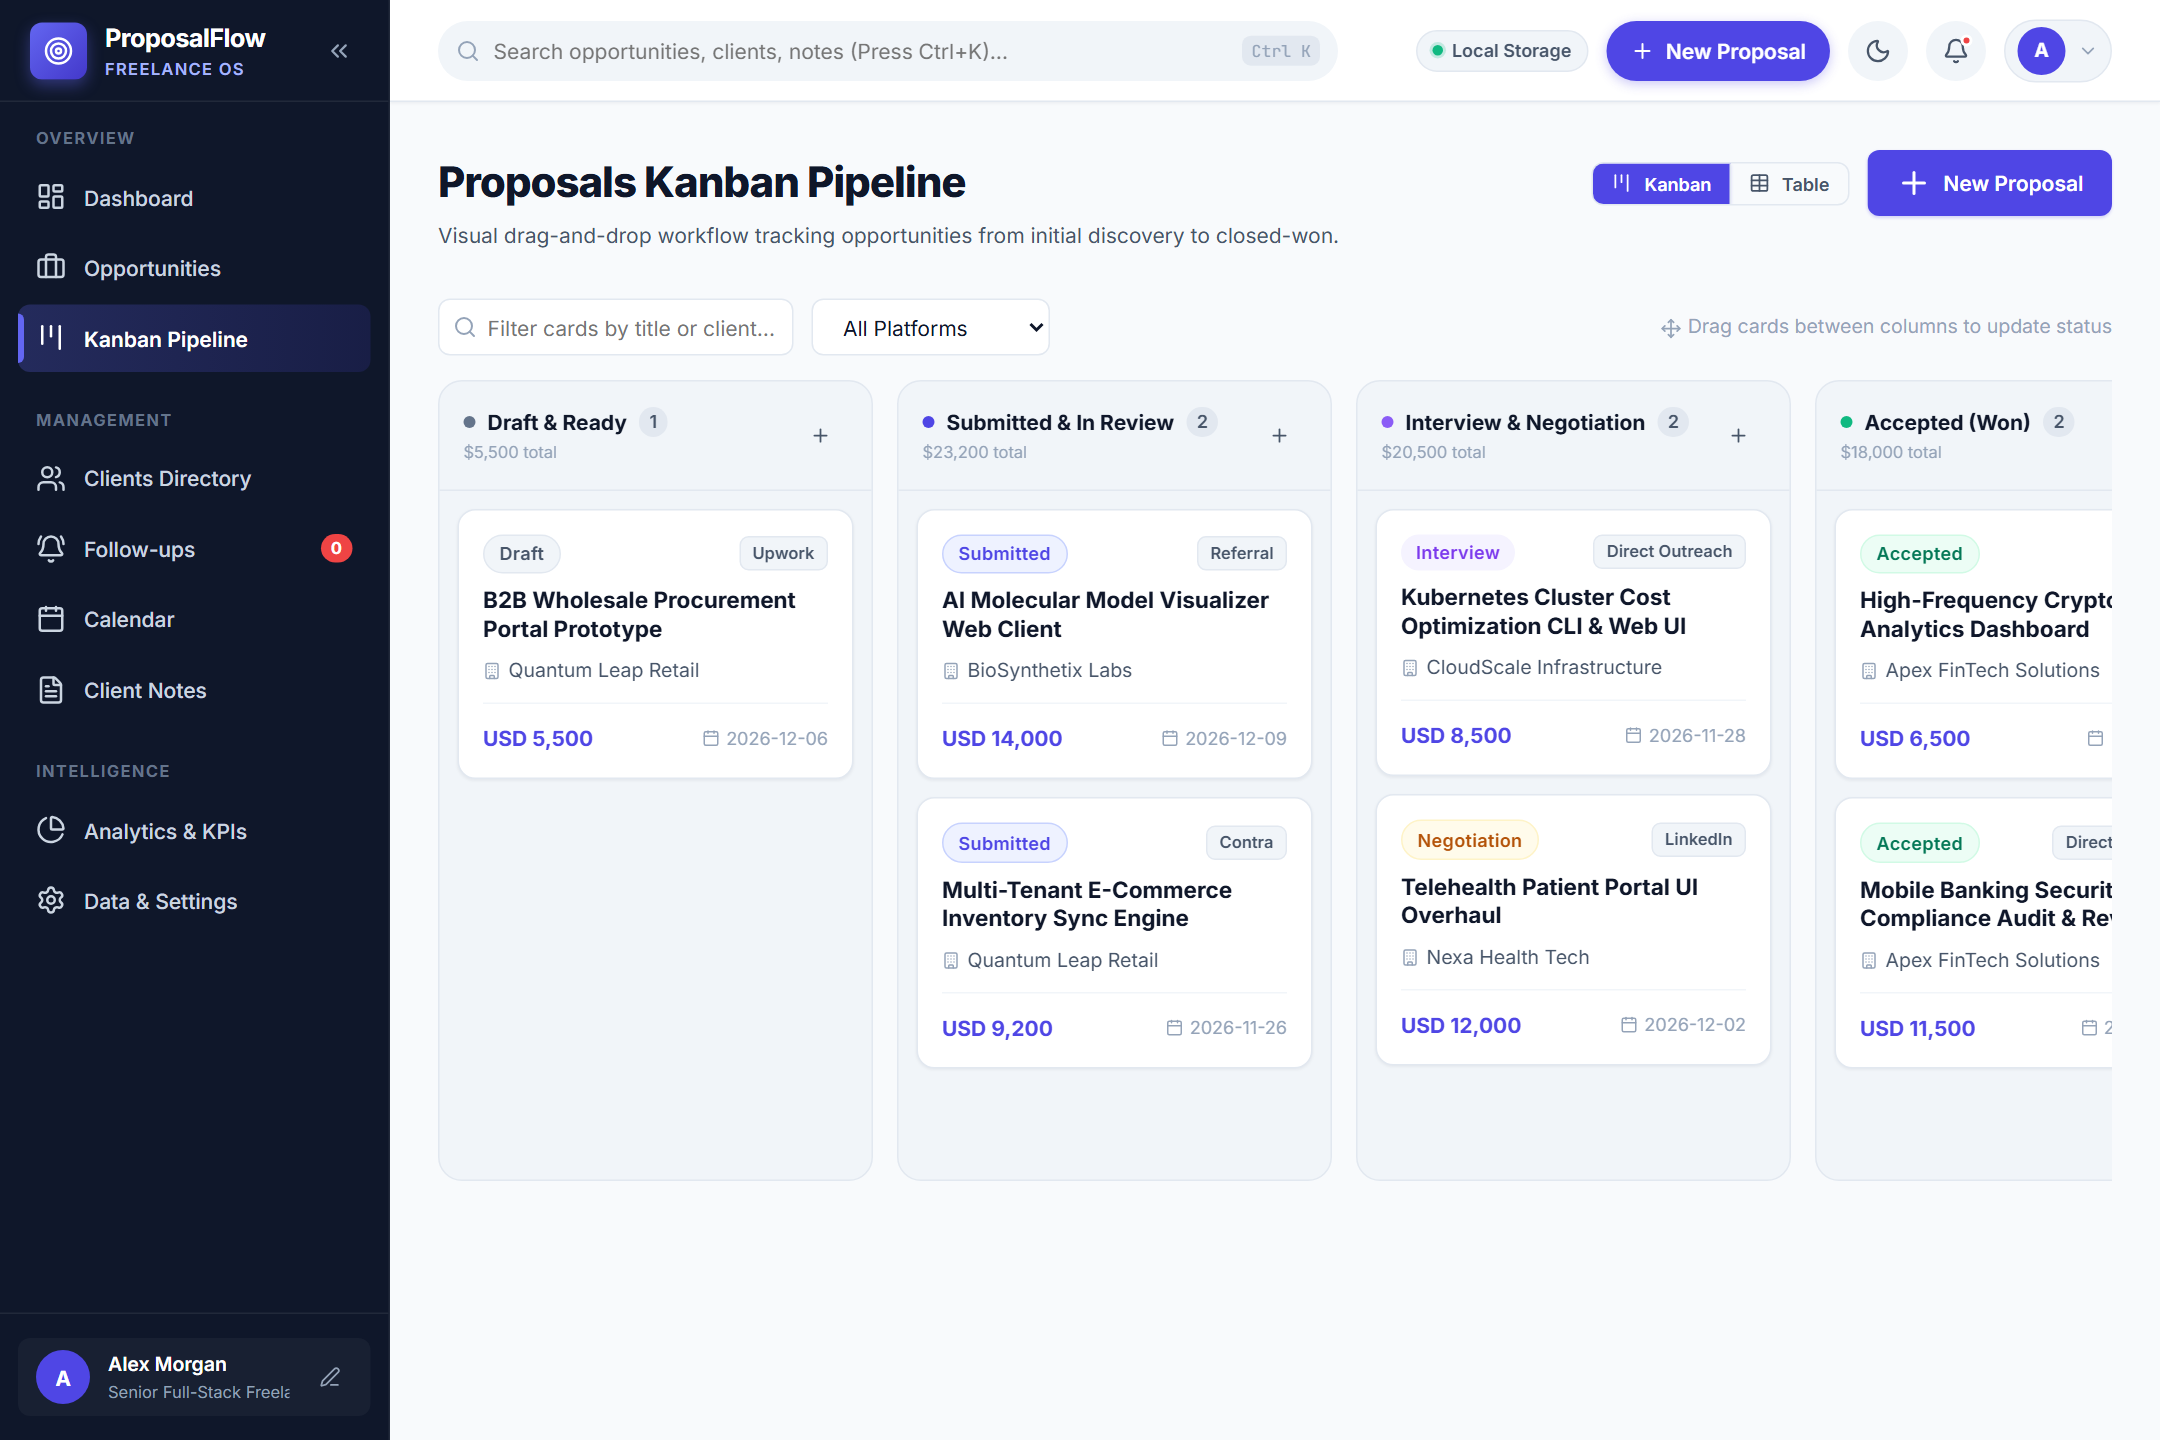 ProposalFlow
FREELANCE OS
OVERVIEW
Dashboard
Opportunities
Kanban Pipeline
MANAGEMENT
Clients Directory
Follow-ups
0
Calendar
Client Notes
INTELLIGENCE
Analytics & KPIs
Data & Settings
A
Alex Morgan
Senior Full-Stack Freela
Search opportunities, clients, notes (Press Ctrl+K)...
Ctrl K
Local Storage
New Proposal
A
Proposals Kanban Pipeline
Visual drag-and-drop workflow tracking opportunities from initial discovery to closed-won.
Kanban
Table
New Proposal
Filter cards by title or client...
All Platforms
Drag cards between columns to update status
Draft & Ready 1
$5,500 total
Draft
Upwork
B2B Wholesale Procurement
Portal Prototype
Quantum Leap Retail
USD 5,500
2026-12-06
Submitted & In Review 2
$23,200 total
Submitted
Referral
AI Molecular Model Visualizer
Web Client
BioSynthetix Labs
USD 14,000
2026-12-09
Submitted
Contra
Multi-Tenant E-Commerce
Inventory Sync Engine
Quantum Leap Retail
USD 9,200
2026-11-26
Interview & Negotiation 2
$20,500 total
Interview
Direct Outreach
Kubernetes Cluster Cost
Optimization CLI & Web UI
CloudScale Infrastructure
USD 8,500
2026-11-28
Negotiation
LinkedIn
Telehealth Patient Portal UI
Overhaul
Nexa Health Tech
USD 12,000
2026-12-02
Accepted (Won) 2
$18,000 total
Accepted
High-Frequency Crypto
Analytics Dashboard
Apex FinTech Solutions
USD 6,500
Accepted
Direct
Mobile Banking Securit
Compliance Audit & Rev
Apex FinTech Solutions
USD 11,500
2